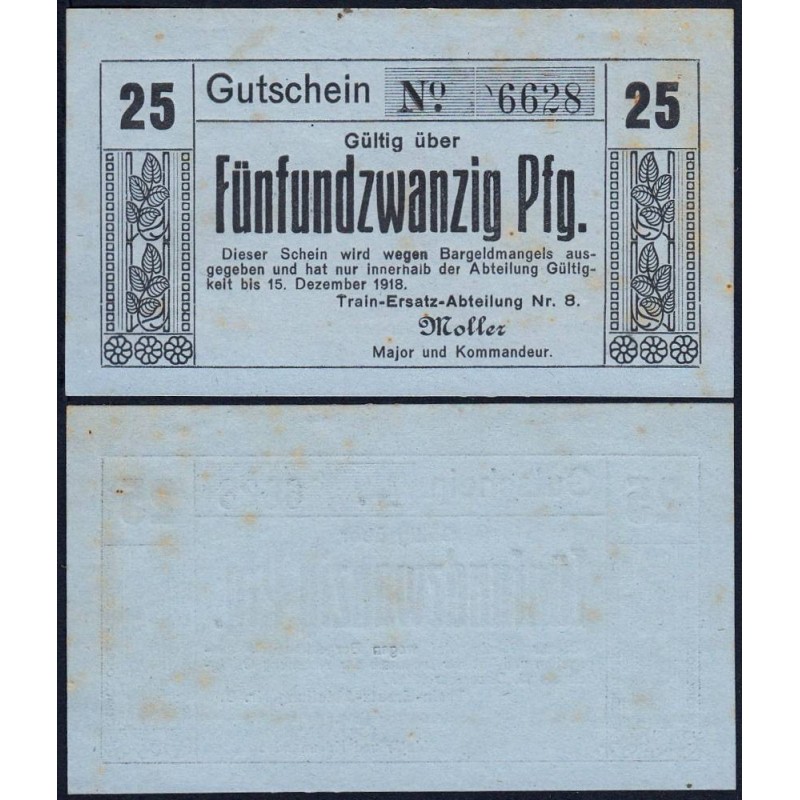 25 Gutschein No. 6628 25
Gültig über
Fünfundzwanzig Pfg.
Dieser Schein wird wegen Bargeldmangels aus-
gegeben und hat nur innerhalb der Abteilung Gültig-
keit bis 15. Dezember 1918.
Train-Ersatz-Abteilung Nr. 8.
Moller
Major und Kommandeur.